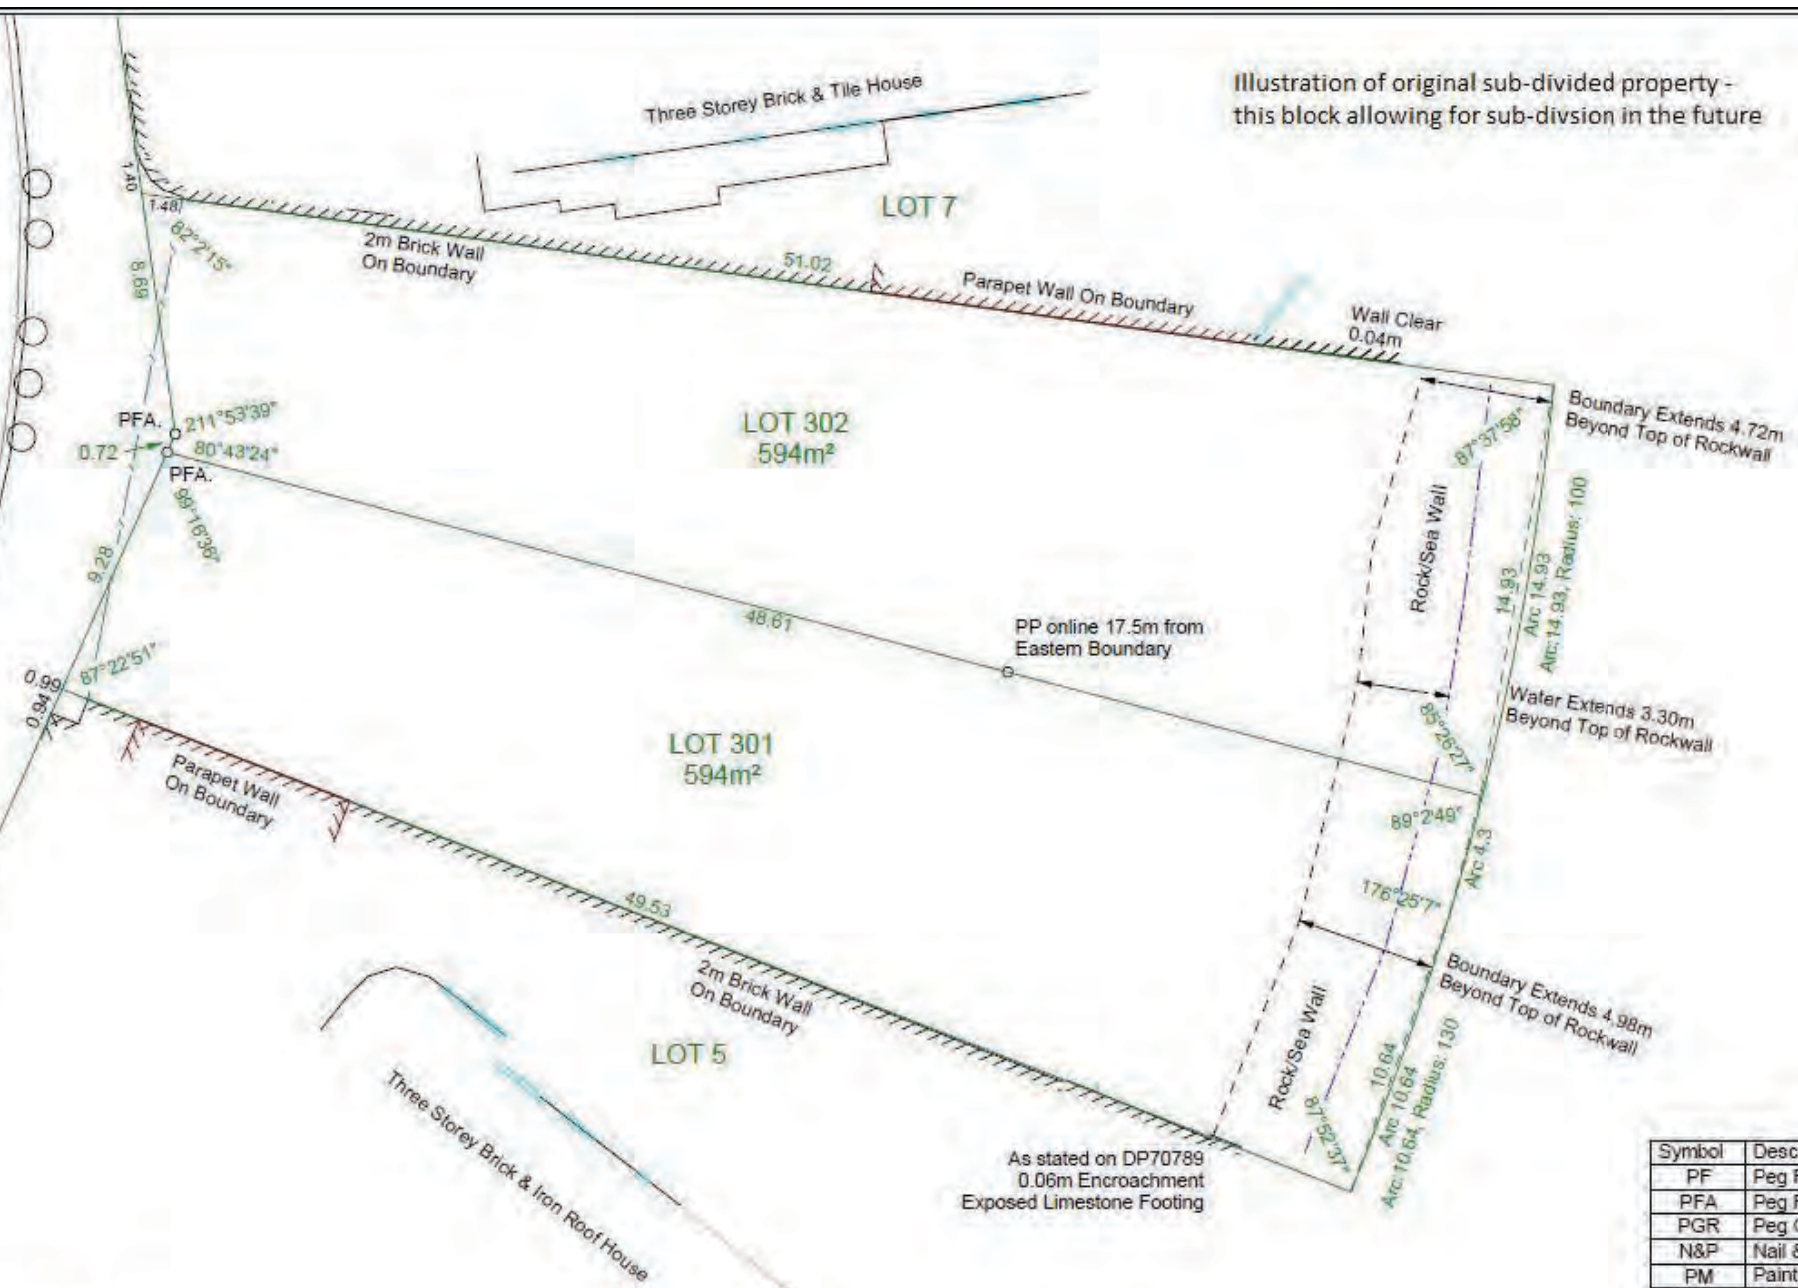 Illustration of original sub-divided property -
this block allowing for sub-divsion in the future
Three Storey Brick & Tile House
LOT 7
1.40
1.48
82°2'15"
8.69
2m Brick Wall
On Boundary
51.02
Parapet Wall On Boundary
Wall Clear
0.04m
Boundary Extends 4.72m
Beyond Top of Rockwall
87°37'58"
PFA.
211°53'39"
0.72
80°43'24"
PFA.
99°16'36"
LOT 302
594m²
Rock/Sea Wall
14.93
Arc 14.93
Arc: 14.93, Radius: 100
9.28
48.61
PP online 17.5m from
Eastern Boundary
Water Extends 3.30m
Beyond Top of Rockwall
85°26'27"
0.99
0.94
87°22'51"
LOT 301
594m²
Parapet Wall
On Boundary
89°2'49"
Arc 4.3
176°25'7"
49.53
2m Brick Wall
On Boundary
LOT 5
Boundary Extends 4.98m
Beyond Top of Rockwall
Rock/Sea Wall
10.64
Arc 10.64
Arc: 10.64, Radius: 130
87°52'37"
Three Storey Brick & Iron Roof House
As stated on DP70789
0.06m Encroachment
Exposed Limestone Footing
Symbol Desc
PF Peg
PFA Peg
PGR Peg
N&P Nail &
PM Paint